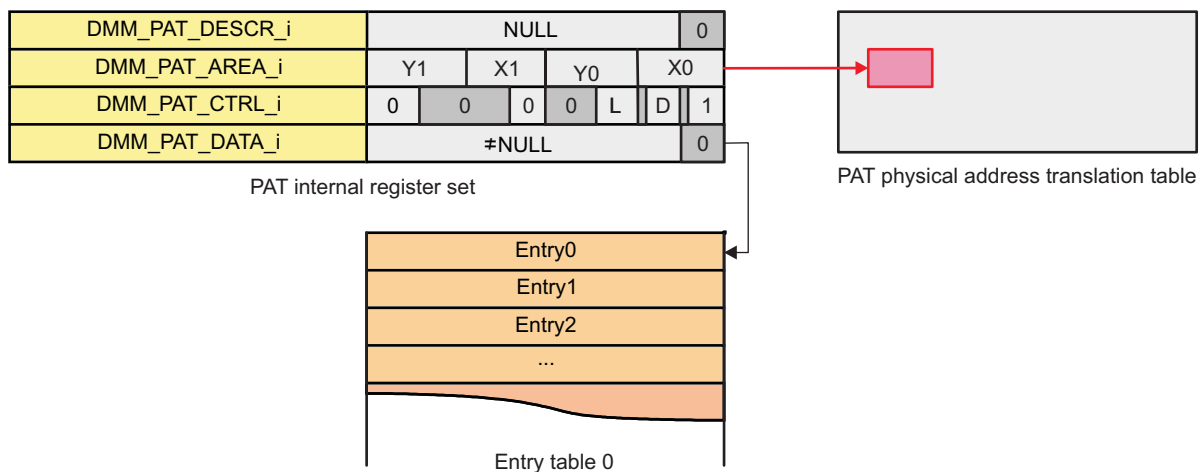 DMM_PAT_DESCR_i NULL 0
DMM_PAT_AREA_i Y1 X1 Y0 X0
DMM_PAT_CTRL_i 0 0 0 0 L D 1
DMM_PAT_DATA_i ≠NULL 0
PAT internal register set
PAT physical address translation table
Entry0
Entry1
Entry2
...
Entry table 0